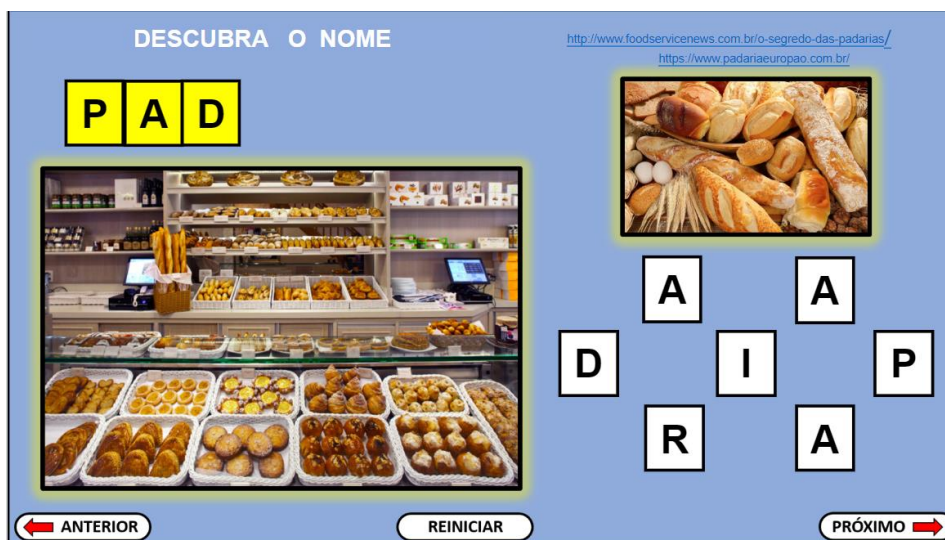 DESCUBRA O NOME
http://www.foodservicenews.com.br/o-segredo-das-padarias/
https://www.padariaeuropao.com.br/
P A D
A A
D I P
R A
ANTERIOR
REINICIAR
PRÓXIMO